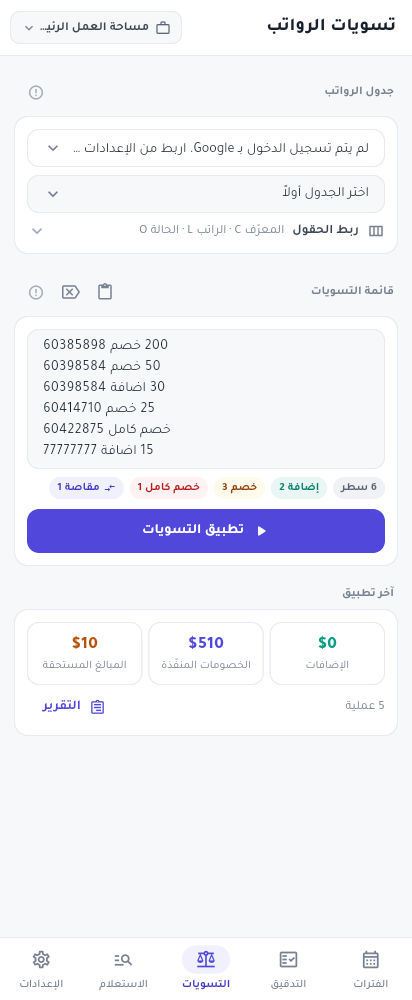 تسويات الرواتب
مساحة العمل الرئيـ...
جدول الرواتب
لم يتم تسجيل الدخول بـ Google. اربط من الإعدادات ...
اختر الجدول أولاً
ربط الحقول المعرّف C · الراتب L · الحالة O
قائمة التسويات
60385898 خصم 200
60398584 خصم 50
60398584 اضافة 30
60414710 خصم 25
60422875 خصم كامل
77777777 اضافة 15
6 سطر
إضافة 2
خصم 3
خصم كامل 1
مقاصة 1
تطبيق التسويات
آخر تطبيق
$0
الإضافات
$510
الخصومات المنفّذة
$10
المبالغ المستحقة
5 عملية
التقرير
الفترات
التدقيق
التسويات
الاستعلام
الإعدادات